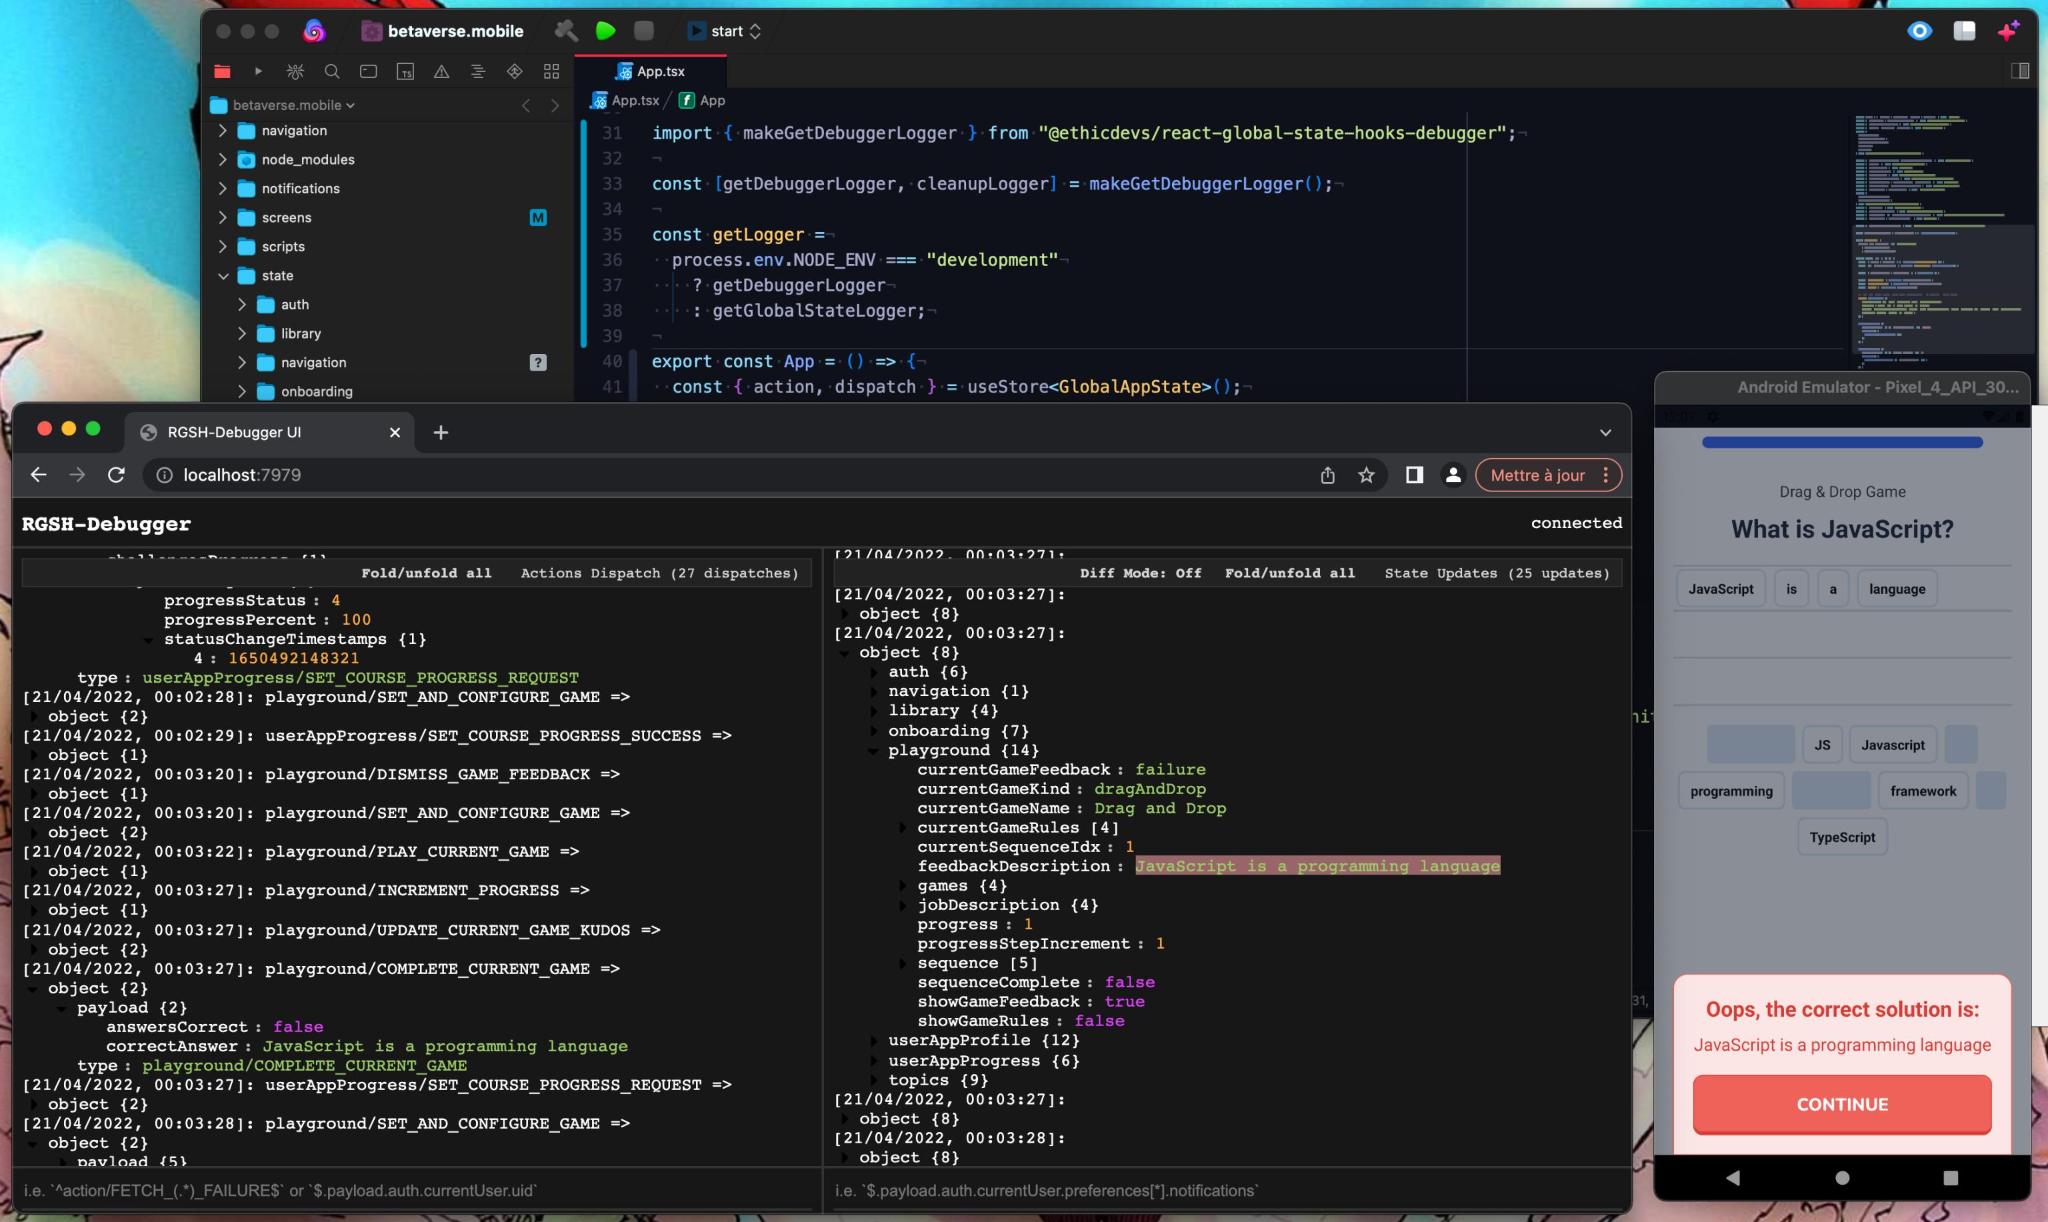 betaverse.mobile
start
App.tsx
betaverse.mobile
App.tsx / App
navigation
node_modules
notifications
screens M
scripts
state
auth
library
navigation ?
onboarding
31 import { makeGetDebuggerLogger } from "@ethicdevs/react-global-state-hooks-debugger";
32
33 const [getDebuggerLogger, cleanupLogger] = makeGetDebuggerLogger();
34
35 const getLogger =
36 process.env.NODE_ENV === "development"
37 ? getDebuggerLogger
38 : getGlobalStateLogger;
39
40 export const App = () => {
41 const { action, dispatch } = useStore<GlobalAppState>();
RGSH-Debugger UI
localhost:7979
Mettre à jour
RGSH-Debugger
connected
Fold/unfold all Actions Dispatch (27 dispatches)
progressStatus : 4
progressPercent : 100
statusChangeTimestamps {1}
4 : 1650492148321
type : userAppProgress/SET_COURSE_PROGRESS_REQUEST
[21/04/2022, 00:02:28]: playground/SET_AND_CONFIGURE_GAME =>
object {2}
[21/04/2022, 00:02:29]: userAppProgress/SET_COURSE_PROGRESS_SUCCESS =>
object {1}
[21/04/2022, 00:03:20]: playground/DISMISS_GAME_FEEDBACK =>
object {1}
[21/04/2022, 00:03:20]: playground/SET_AND_CONFIGURE_GAME =>
object {2}
[21/04/2022, 00:03:22]: playground/PLAY_CURRENT_GAME =>
object {1}
[21/04/2022, 00:03:27]: playground/INCREMENT_PROGRESS =>
object {1}
[21/04/2022, 00:03:27]: playground/UPDATE_CURRENT_GAME_KUDOS =>
object {2}
[21/04/2022, 00:03:27]: playground/COMPLETE_CURRENT_GAME =>
object {2}
payload {2}
answersCorrect : false
correctAnswer : JavaScript is a programming language
type : playground/COMPLETE_CURRENT_GAME
[21/04/2022, 00:03:27]: userAppProgress/SET_COURSE_PROGRESS_REQUEST =>
object {2}
[21/04/2022, 00:03:28]: playground/SET_AND_CONFIGURE_GAME =>
object {2}
payload {5}
i.e. `^action/FETCH_(.*)_FAILURE$` or `$.payload.auth.currentUser.uid`
[21/04/2022, 00:03:27]:
Diff Mode: Off Fold/unfold all State Updates (25 updates)
[21/04/2022, 00:03:27]:
object {8}
[21/04/2022, 00:03:27]:
object {8}
auth {6}
navigation {1}
library {4}
onboarding {7}
playground {14}
currentGameFeedback : failure
currentGameKind : dragAndDrop
currentGameName : Drag and Drop
currentGameRules [4]
currentSequenceIdx : 1
feedbackDescription : JavaScript is a programming language
games {4}
jobDescription {4}
progress : 1
progressStepIncrement : 1
sequence [5]
sequenceComplete : false
showGameFeedback : true
showGameRules : false
userAppProfile {12}
userAppProgress {6}
topics {9}
[21/04/2022, 00:03:27]:
object {8}
[21/04/2022, 00:03:28]:
object {8}
i.e. `$.payload.auth.currentUser.preferences[*].notifications`
Android Emulator - Pixel_4_API_30...
Drag & Drop Game
What is JavaScript?
JavaScript is a language
JS Javascript
programming framework
TypeScript
Oops, the correct solution is:
JavaScript is a programming language
CONTINUE